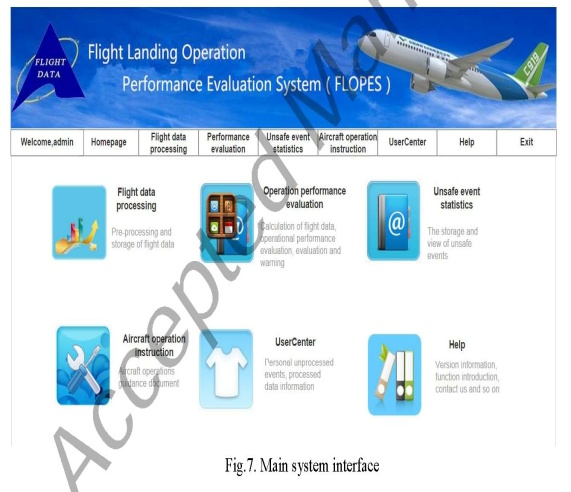 FLIGHT
DATA
Flight Landing Operation
Performance Evaluation System ( FLOPES )
C919
Welcome,admin
Homepage
Flight data
processing
Performance
evaluation
Unsafe event
statistics
Aircraft operation
instruction
UserCenter
Help
Exit
Flight data
processing
Pre-processing and
storage of flight data
Operation performance
evaluation
Calculation of flight data,
operational performance
evaluation, evaluation and
warning
Unsafe event
statistics
The storage and
view of unsafe
events
Aircraft operation
instruction
Aircraft operations
guidance document
UserCenter
Personal unprocessed
events, processed
data information
Help
Version information,
function introduction,
contact us and so on
Accepted Man
Fig.7. Main system interface